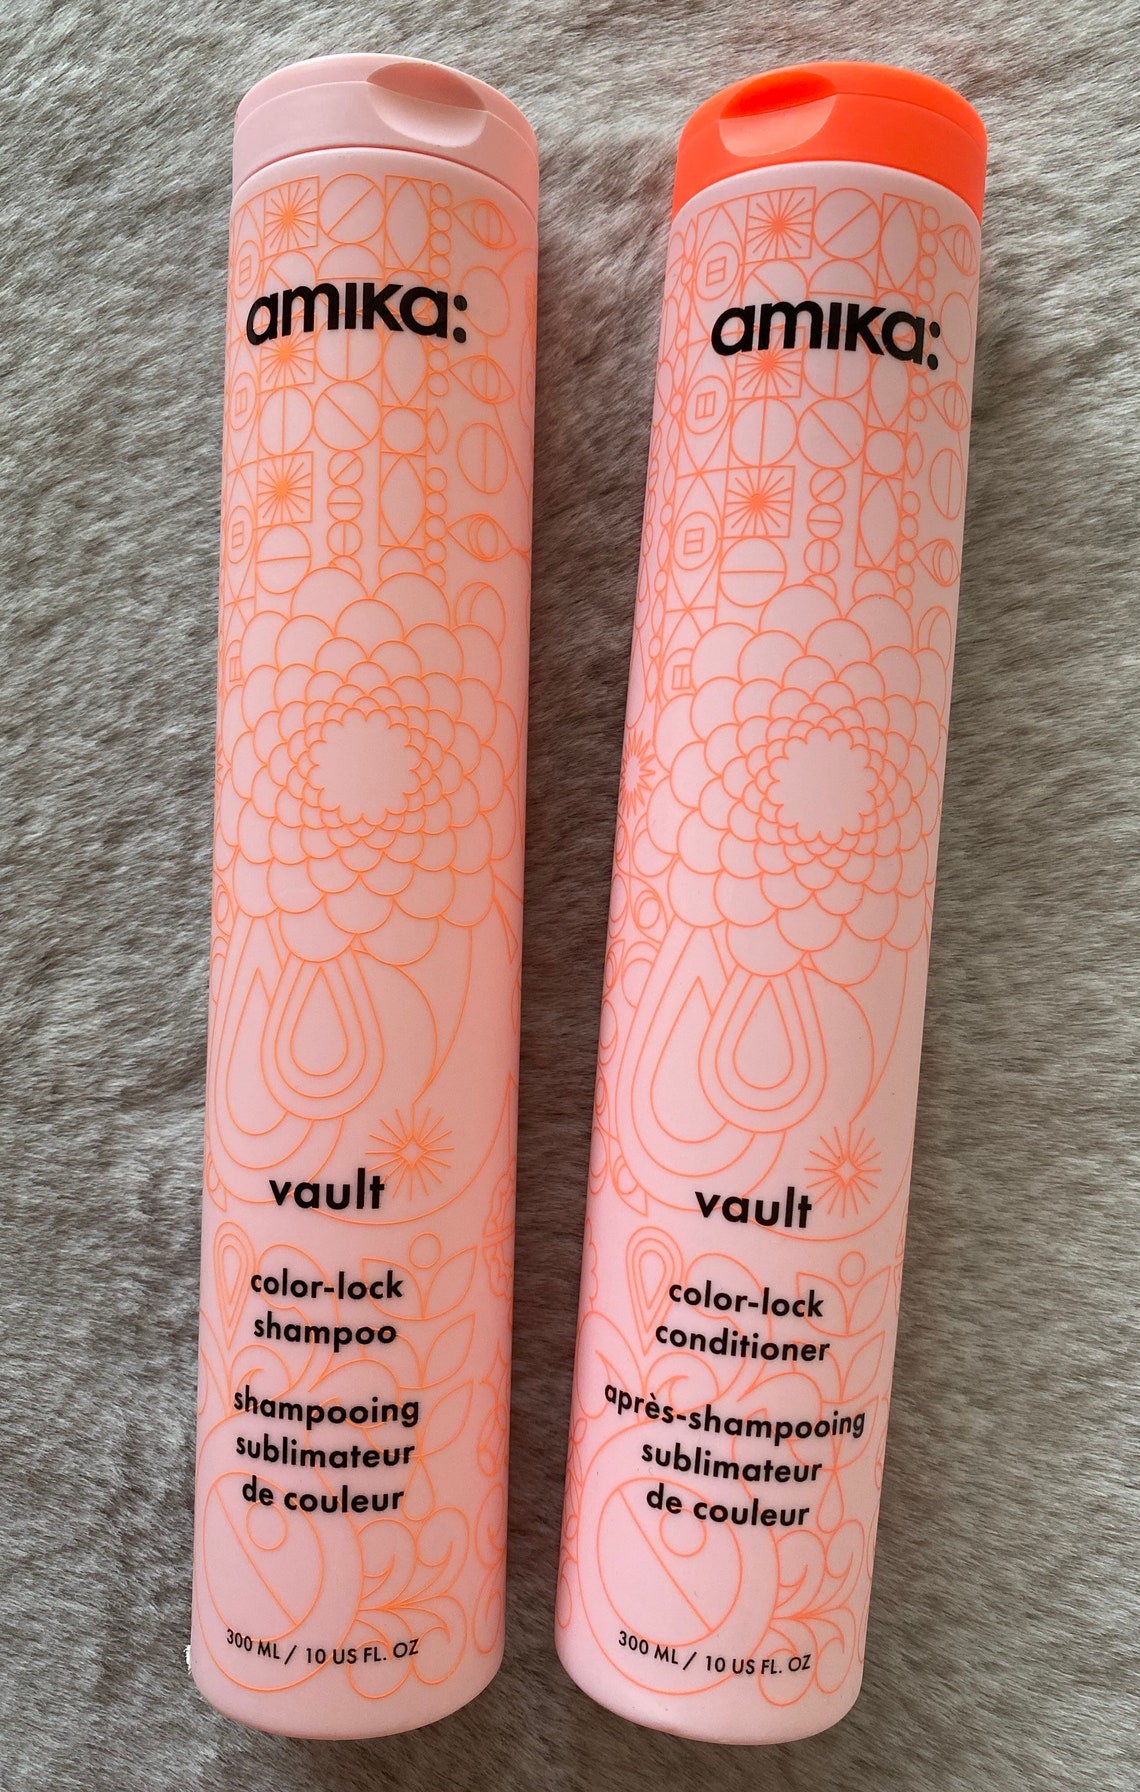 amika:
vault
color-lock
shampoo
shampooing
sublimateur
de couleur
300 ML / 10 US FL. OZ
amika:
vault
color-lock
conditioner
après-shampooing
sublimateur
de couleur
300 ML / 10 US FL. OZ